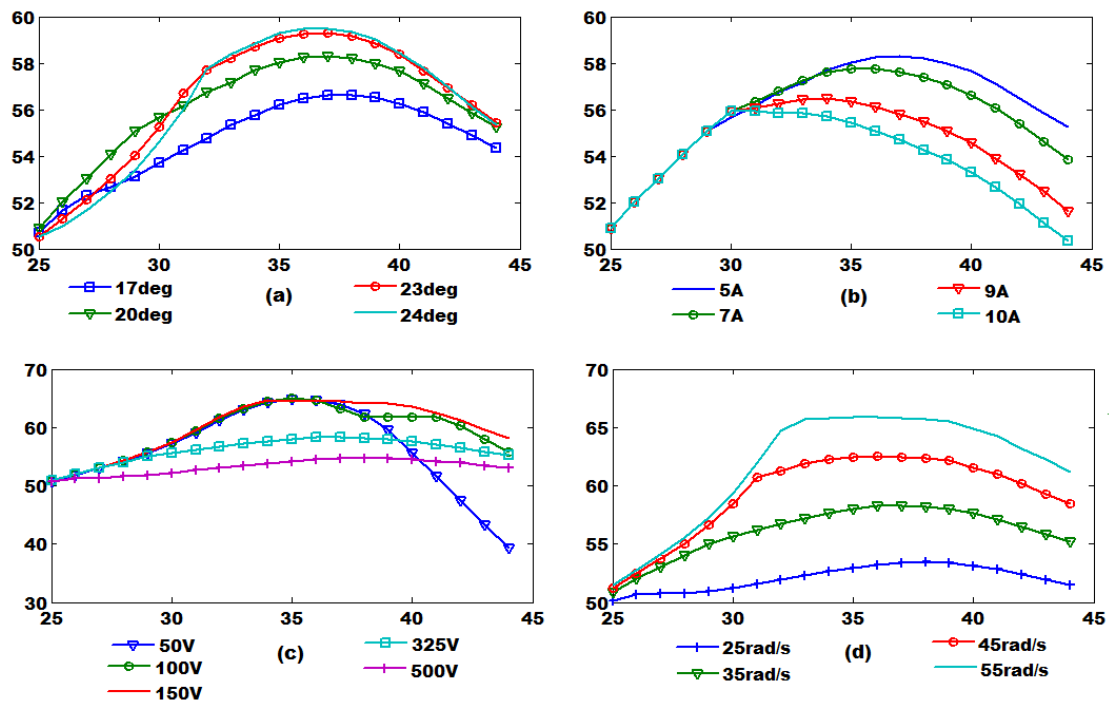 60
58
56
54
52
50
25 30 35 40 45
17deg 23deg
(a)
20deg 24deg
60
58
56
54
52
50
25 30 35 40 45
5A 9A
(b)
7A 10A
70
60
50
40
30
25 30 35 40 45
50V 325V
(c)
100V 500V
150V
70
65
60
55
50
25 30 35 40 45
25rad/s 45rad/s
(d)
35rad/s 55rad/s